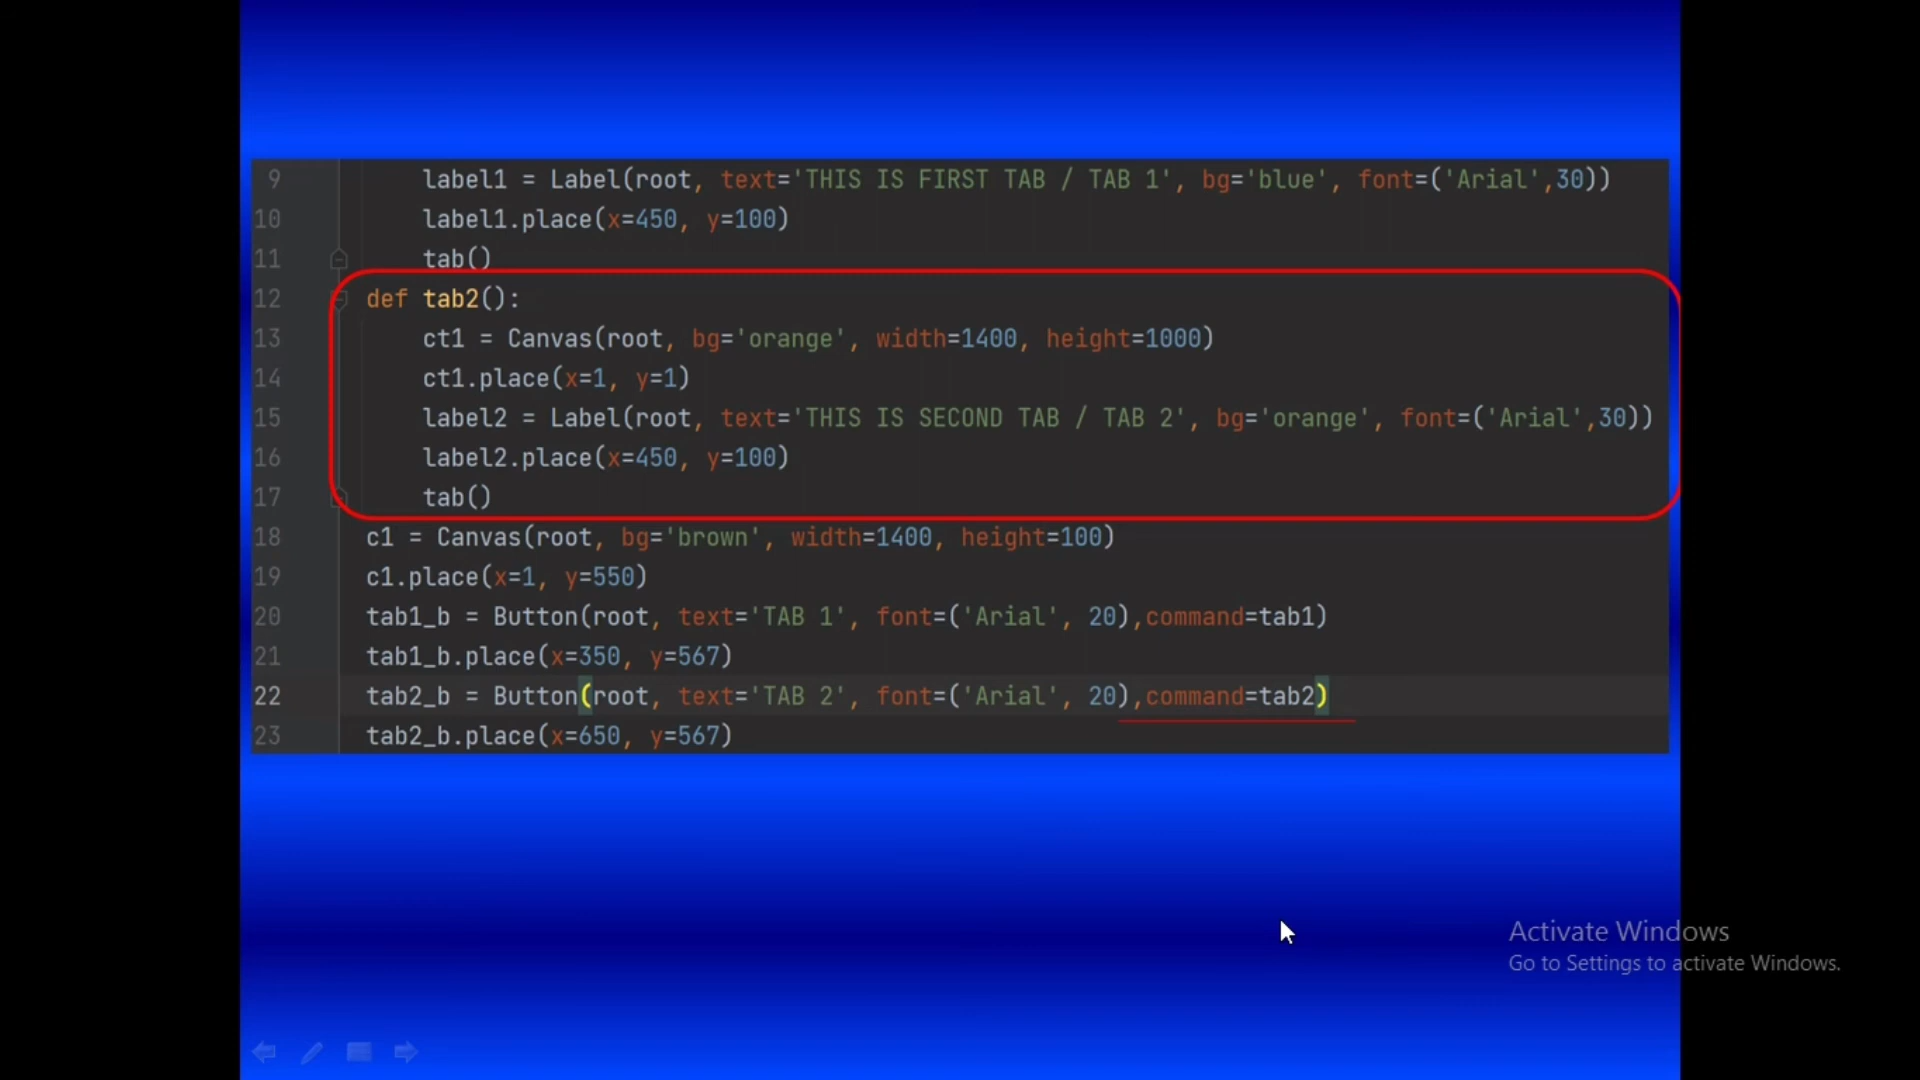 9 label1 = Label(root, text='THIS IS FIRST TAB / TAB 1', bg='blue', font=('Arial',30))
10 label1.place(x=450, y=100)
11 tab()
12 def tab2():
13 ct1 = Canvas(root, bg='orange', width=1400, height=1000)
14 ct1.place(x=1, y=1)
15 label2 = Label(root, text='THIS IS SECOND TAB / TAB 2', bg='orange', font=('Arial',30))
16 label2.place(x=450, y=100)
17 tab()
18 c1 = Canvas(root, bg='brown', width=1400, height=100)
19 c1.place(x=1, y=550)
20 tab1_b = Button(root, text='TAB 1', font=('Arial', 20),command=tab1)
21 tab1_b.place(x=350, y=567)
22 tab2_b = Button(root, text='TAB 2', font=('Arial', 20),command=tab2)
23 tab2_b.place(x=650, y=567)
Activate Windows
Go to Settings to activate Windows.